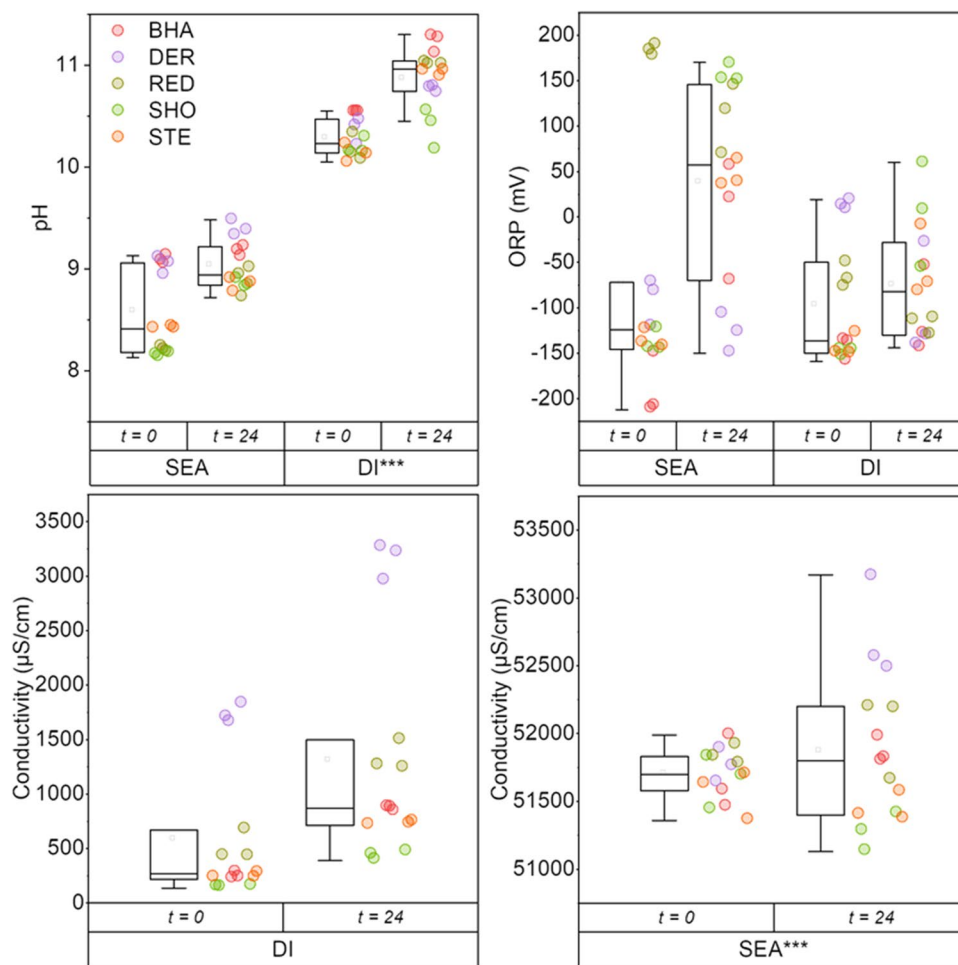 BHA
DER
RED
SHO
STE
pH
11
10
9
8
t = 0
t = 24
t = 0
t = 24
SEA
DI***
ORP (mV)
200
150
100
50
0
-50
-100
-150
-200
t = 0
t = 24
t = 0
t = 24
SEA
DI
Conductivity (µS/cm)
3500
3000
2500
2000
1500
1000
500
0
t = 0
t = 24
DI
Conductivity (µS/cm)
53500
53000
52500
52000
51500
51000
t = 0
t = 24
SEA***